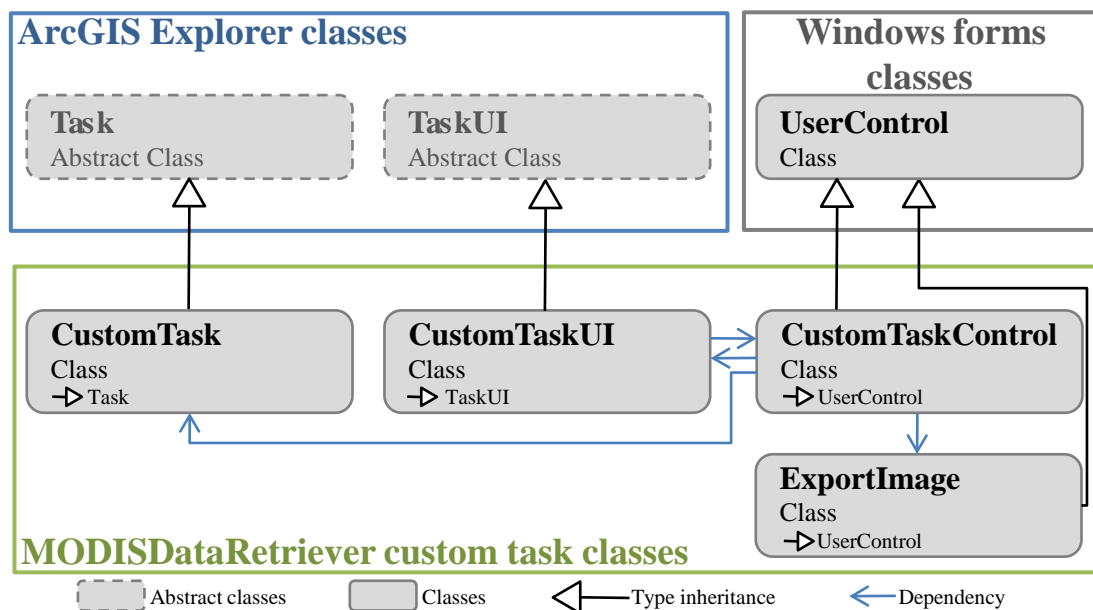 ArcGIS Explorer classes
Windows forms
classes
Task
Abstract Class
TaskUI
Abstract Class
UserControl
Class
CustomTask
Class
Task
CustomTaskUI
Class
TaskUI
CustomTaskControl
Class
UserControl
ExportImage
Class
UserControl
MODISDataRetriever custom task classes
Abstract classes
Classes
Type inheritance
Dependency